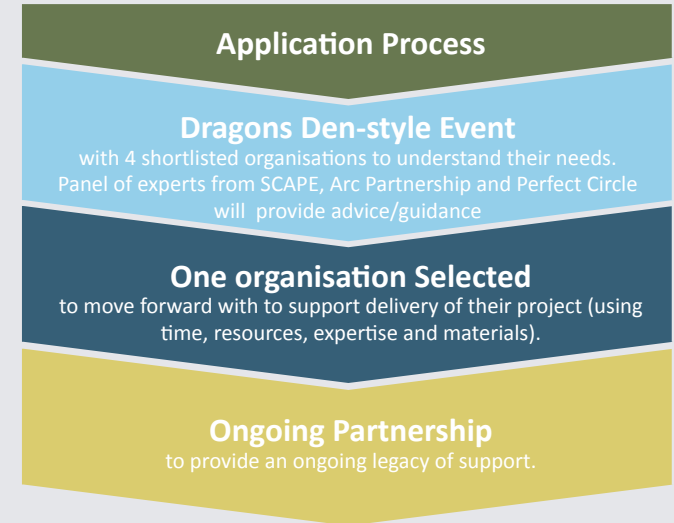 Application Process
Dragons Den-style Event
with 4 shortlisted organisations to understand their needs.
Panel of experts from SCAPE, Arc Partnership and Perfect Circle
will provide advice/guidance
One organisation Selected
to move forward with to support delivery of their project (using
time, resources, expertise and materials).
Ongoing Partnership
to provide an ongoing legacy of support.